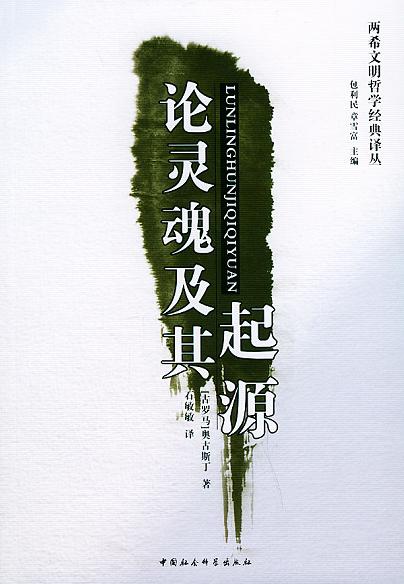 两希文明哲学经典译丛
包利民 章雪富 主编
论灵魂及其
起源
LUNLINGHUNJIQIQIYUAN
[古罗马]奥古斯丁 著
石敏敏 译
中国社会科学出版社